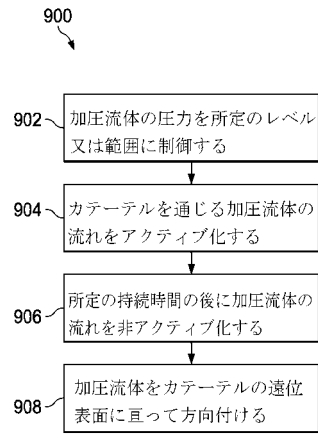 900
902
加圧流体の圧力を所定のレベル
又は範囲に制御する
904
カテーテルを通じる加圧流体の
流れをアクティブ化する
906
所定の持続時間の後に加圧流体の
流れを非アクティブ化する
908
加圧流体をカテーテルの遠位
表面に亘って方向付ける